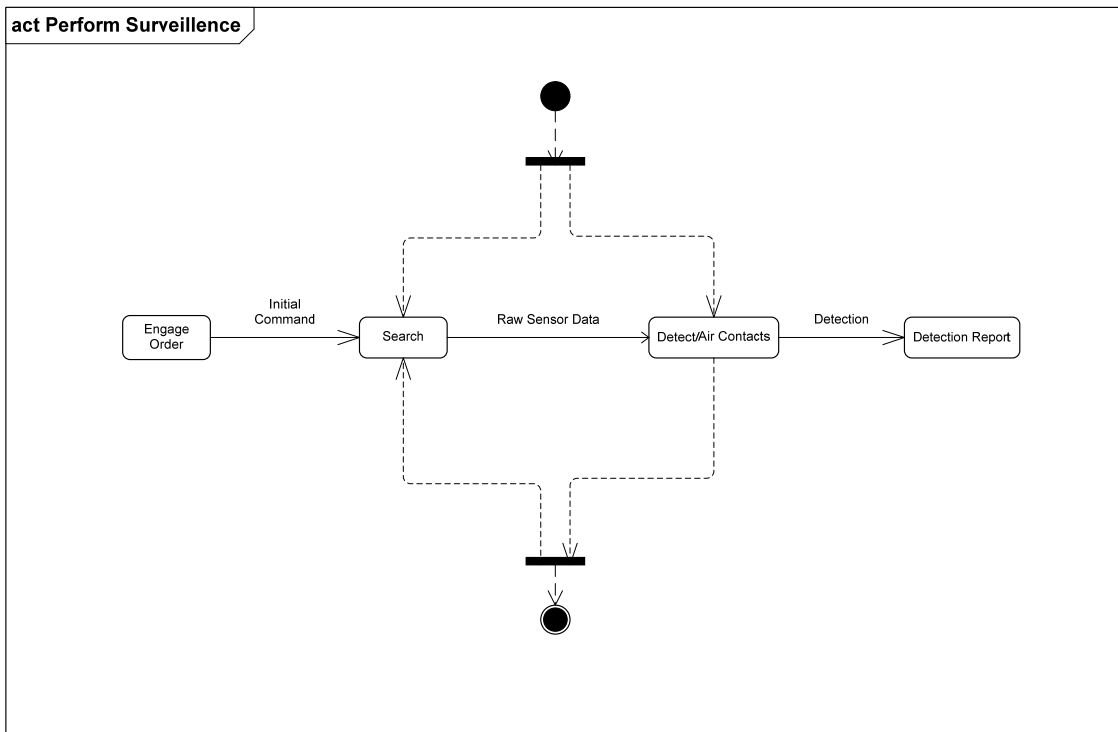 act Perform Surveillence
Initial
Command
Raw Sensor Data
Detection
Engage
Order
Search
Detect/Air Contacts
Detection Report